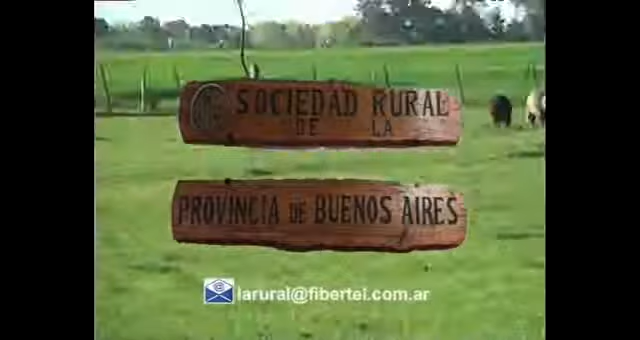 SOCIEDAD RURAL
DE LA
PROVINCIA DE BUENOS AIRES
larural@fibertel.com.ar